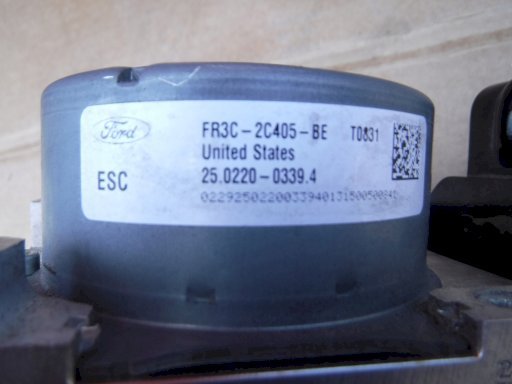 Ford FR3C-2C405-BE T0831
United States
ESC 25.0220-0339.4